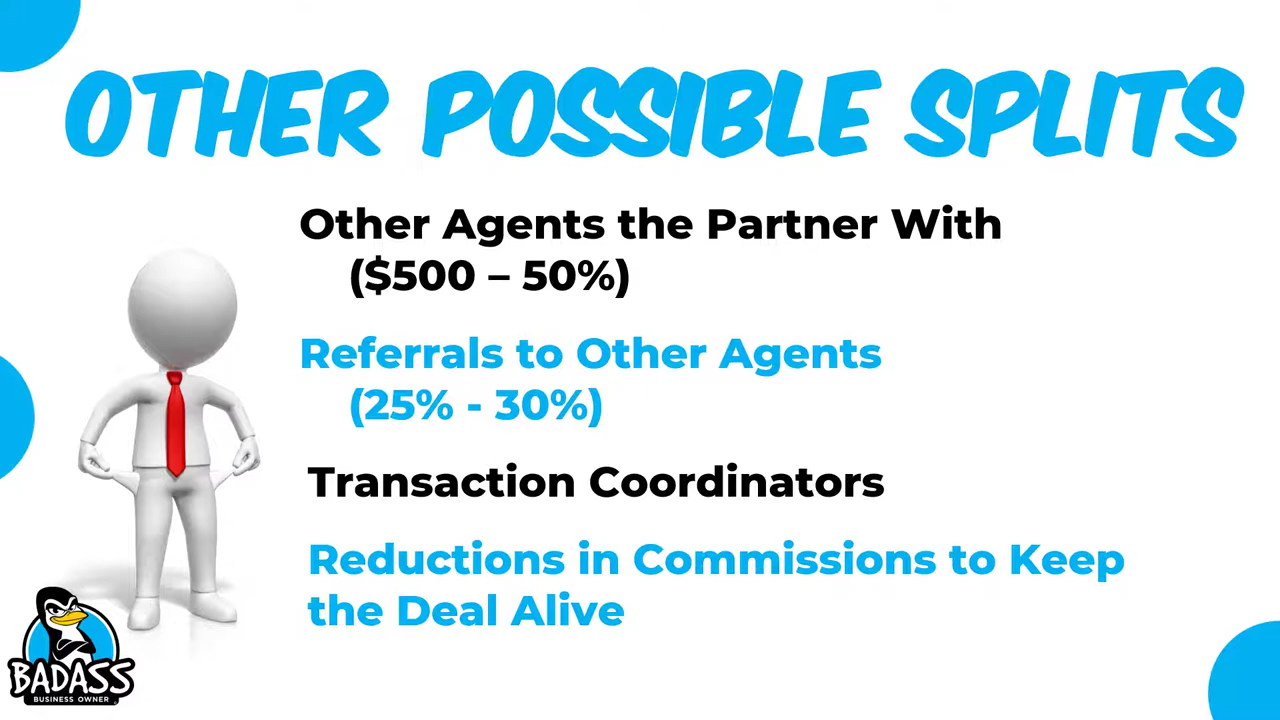 OTHER POSSIBLE SPLITS
Other Agents the Partner With
($500 – 50%)
Referrals to Other Agents
(25% - 30%)
Transaction Coordinators
Reductions in Commissions to Keep
the Deal Alive
BADASS
BUSINESS OWNER